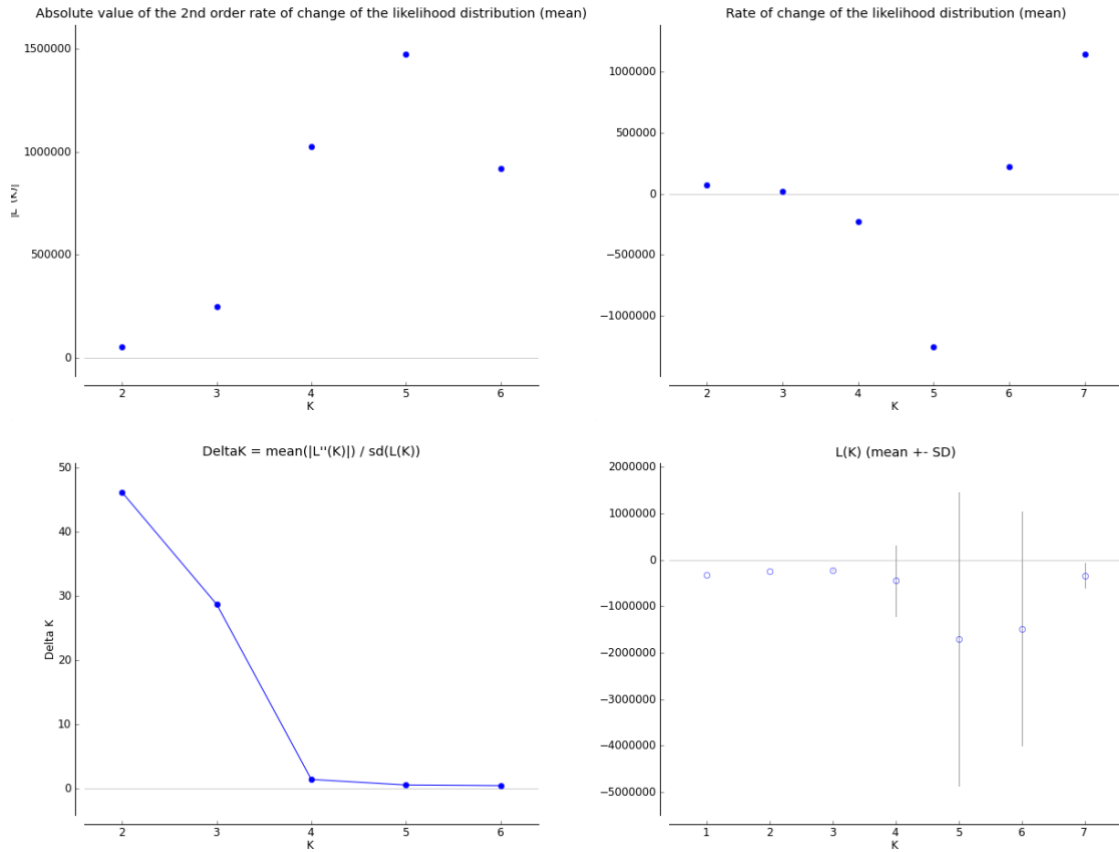 Absolute value of the 2nd order rate of change of the likelihood distribution (mean)
1500000
1000000
500000
0
2 3 4 5 6
K
Rate of change of the likelihood distribution (mean)
1000000
500000
0
−500000
−1000000
2 3 4 5 6 7
K
DeltaK = mean(|L''(K)|) / sd(L(K))
50
40
30
20
10
0
Delta K
2 3 4 5 6
K
L(K) (mean +- SD)
2000000
1000000
0
−1000000
−2000000
−3000000
−4000000
−5000000
1 2 3 4 5 6 7
K